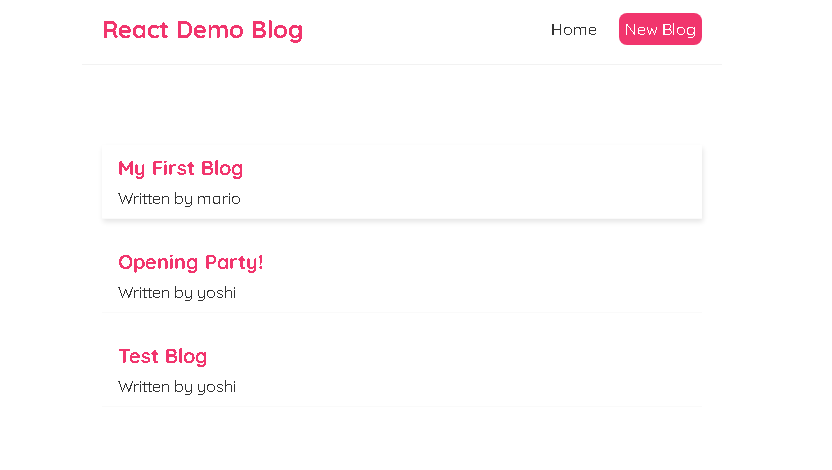 React Demo Blog
Home
New Blog
My First Blog
Written by mario
Opening Party!
Written by yoshi
Test Blog
Written by yoshi